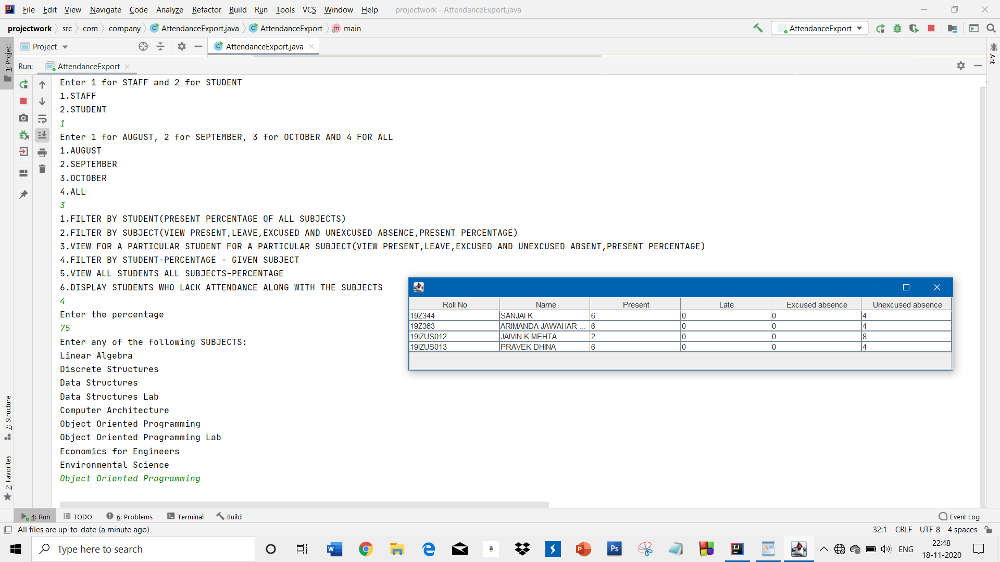 File Edit View Navigate Code Analyze Refactor Build Run Tools VCS Window Help projectwork - AttendanceExport.java
projectwork src com company AttendanceExport.java AttendanceExport m main AttendanceExport
1: Project
Project AttendanceExport.java
Ant
Run: AttendanceExport
Enter 1 for STAFF and 2 for STUDENT
1.STAFF
2.STUDENT
1
Enter 1 for AUGUST, 2 for SEPTEMBER, 3 for OCTOBER AND 4 FOR ALL
1.AUGUST
2.SEPTEMBER
3.OCTOBER
4.ALL
3
1.FILTER BY STUDENT(PRESENT PERCENTAGE OF ALL SUBJECTS)
2.FILTER BY SUBJECT(VIEW PRESENT,LEAVE,EXCUSED AND UNEXCUSED ABSENCE,PRESENT PERCENTAGE)
3.VIEW FOR A PARTICULAR STUDENT FOR A PARTICULAR SUBJECT(VIEW PRESENT,LEAVE,EXCUSED AND UNEXCUSED ABSENT,PRESENT PERCENTAGE)
4.FILTER BY STUDENT-PERCENTAGE - GIVEN SUBJECT
5.VIEW ALL STUDENTS ALL SUBJECTS-PERCENTAGE
6.DISPLAY STUDENTS WHO LACK ATTENDANCE ALONG WITH THE SUBJECTS
4
Enter the percentage
75
Enter any of the following SUBJECTS:
Linear Algebra
Discrete Structures
Data Structures
Data Structures Lab
Computer Architecture
Object Oriented Programming
Object Oriented Programming Lab
Economics for Engineers
Environmental Science
Object Oriented Programming
Roll No Name Present Late Excused absence Unexcused absence
19Z344 SANJAI K 6 0 0 4
19Z363 ARIMANDA JAWAHAR ... 6 0 0 4
19IZUS012 JAIVIN K MEHTA 2 0 0 8
19IZUS013 PRAVEK DHINA 6 0 0 4
7: Structure
2: Favorites
4: Run TODO 6: Problems Terminal Build Event Log
All files are up-to-date (a minute ago) 32:1 CRLF UTF-8 4 spaces
Type here to search
ENG
22:48
18-11-2020